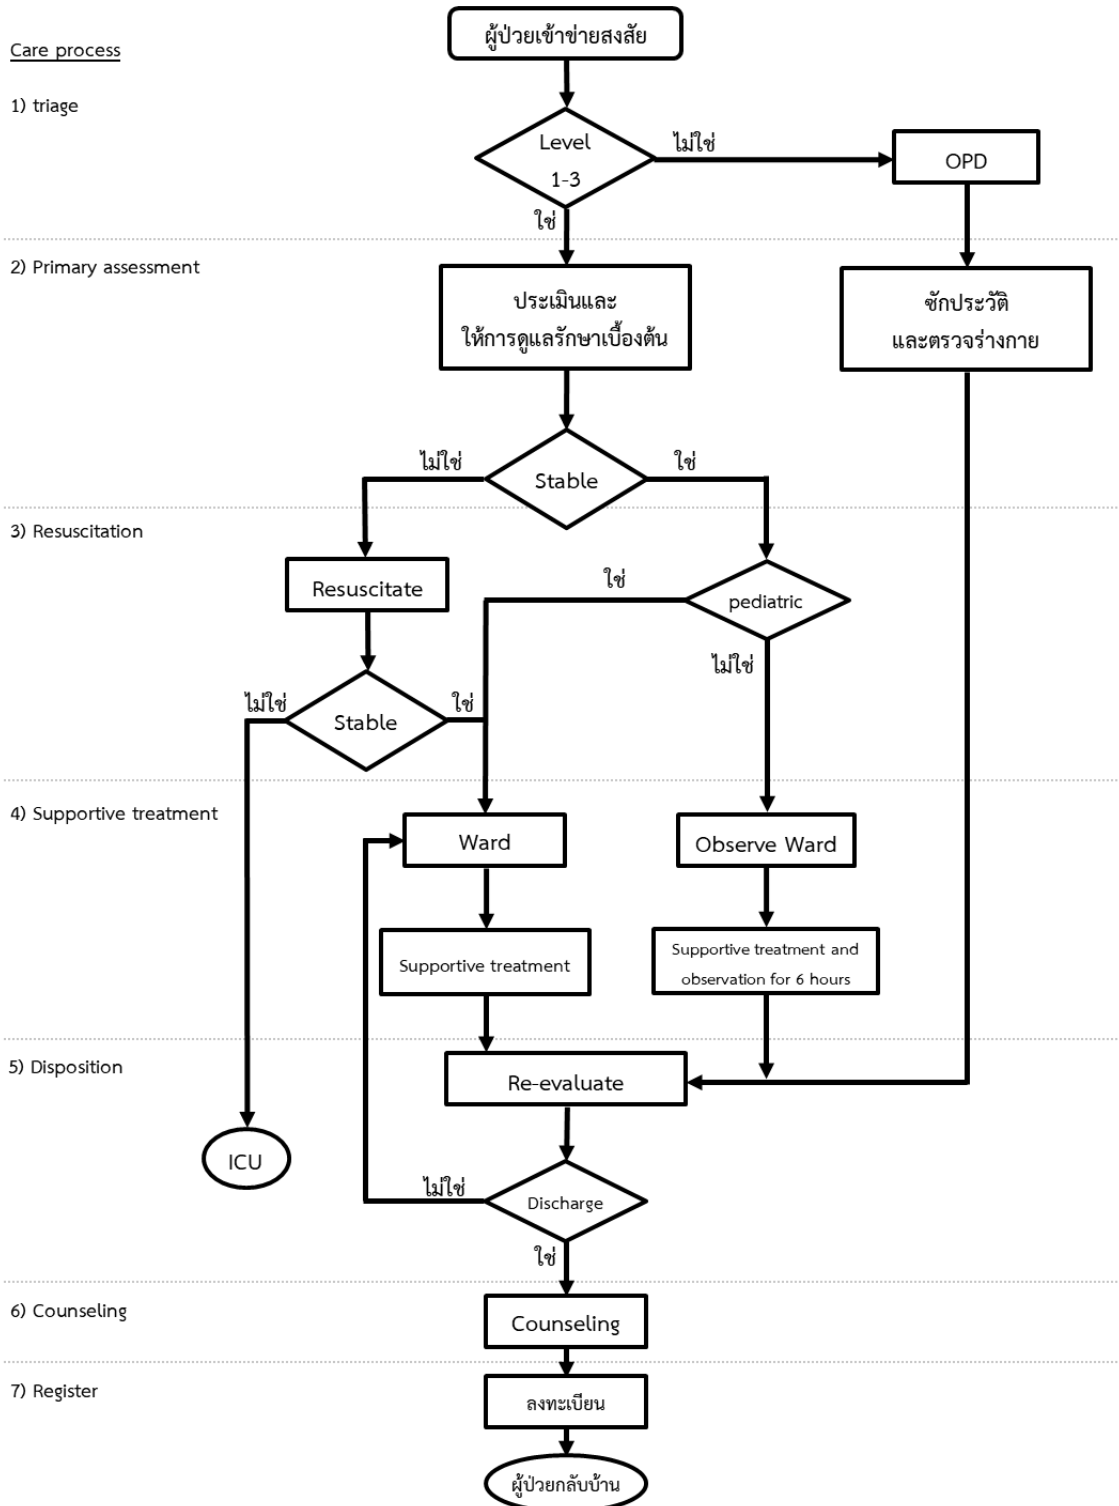 ผู้ป่วยเข้าข่ายสงสัย
Care process
1) triage
Level
1-3
ไม่ใช่
OPD
ใช่
2) Primary assessment
ประเมินและ
ให้การดูแลรักษาเบื้องต้น
ซักประวัติ
และตรวจร่างกาย
ไม่ใช่
Stable
ใช่
3) Resuscitation
Resuscitate
ใช่
pediatric
ไม่ใช่
ไม่ใช่
Stable
ใช่
4) Supportive treatment
Ward
Observe Ward
Supportive treatment
Supportive treatment and
observation for 6 hours
5) Disposition
Re-evaluate
ICU
ไม่ใช่
Discharge
ใช่
6) Counseling
Counseling
7) Register
ลงทะเบียน
ผู้ป่วยกลับบ้าน